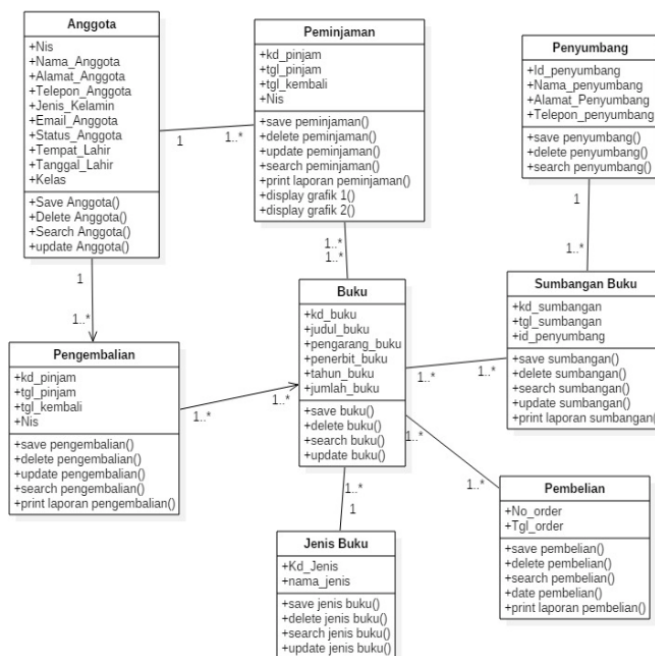 Anggota
+Nis
+Nama_Anggota
+Alamat_Anggota
+Telepon_Anggota
+Jenis_Kelamin
+Email_Anggota
+Status_Anggota
+Tempat_Lahir
+Tanggal_Lahir
+Kelas
+Save Anggota()
+Delete Anggota()
+Search Anggota()
+update Anggota()
1
1..*
Peminjaman
+kd_pinjam
+tgl_pinjam
+tgl_kembali
+Nis
+save peminjaman()
+delete peminjaman()
+update peminjaman()
+search peminjaman()
+print laporan peminjaman()
+display grafik 1()
+display grafik 2()
Penyumbang
+Id_penyumbang
+Nama_penyumbang
+Alamat_Penyumbang
+Telepon_penyumbang
+save penyumbang()
+delete penyumbang()
+search penyumbang()
1
1..*
1..*
1..*
1
1..*
Pengembalian
+kd_pinjam
+tgl_pinjam
+tgl_kembali
+Nis
+save pengembalian()
+delete pengembalian()
+update pengembalian()
+search pengembalian()
+print laporan pengembalian()
1..*
1..*
Buku
+kd_buku
+judul_buku
+pengarang_buku
+penerbit_buku
+tahun_buku
+jumlah_buku
+save buku()
+delete buku()
+search buku()
+update buku()
1..*
1..*
Sumbangan Buku
+kd_sumbangan
+tgl_sumbangan
+id_penyumbang
+save sumbangan()
+delete sumbangan()
+search sumbangan()
+update sumbangan()
+print laporan sumbangan(
1..*
1..*
1..*
1
Jenis Buku
+Kd_Jenis
+nama_jenis
+save jenis buku()
+delete jenis buku()
+search jenis buku()
+update jenis buku()
Pembelian
+No_order
+Tgl_order
+save pembelian()
+delete pembelian()
+search pembelian()
+date pembelian()
+print laporan pembelian()